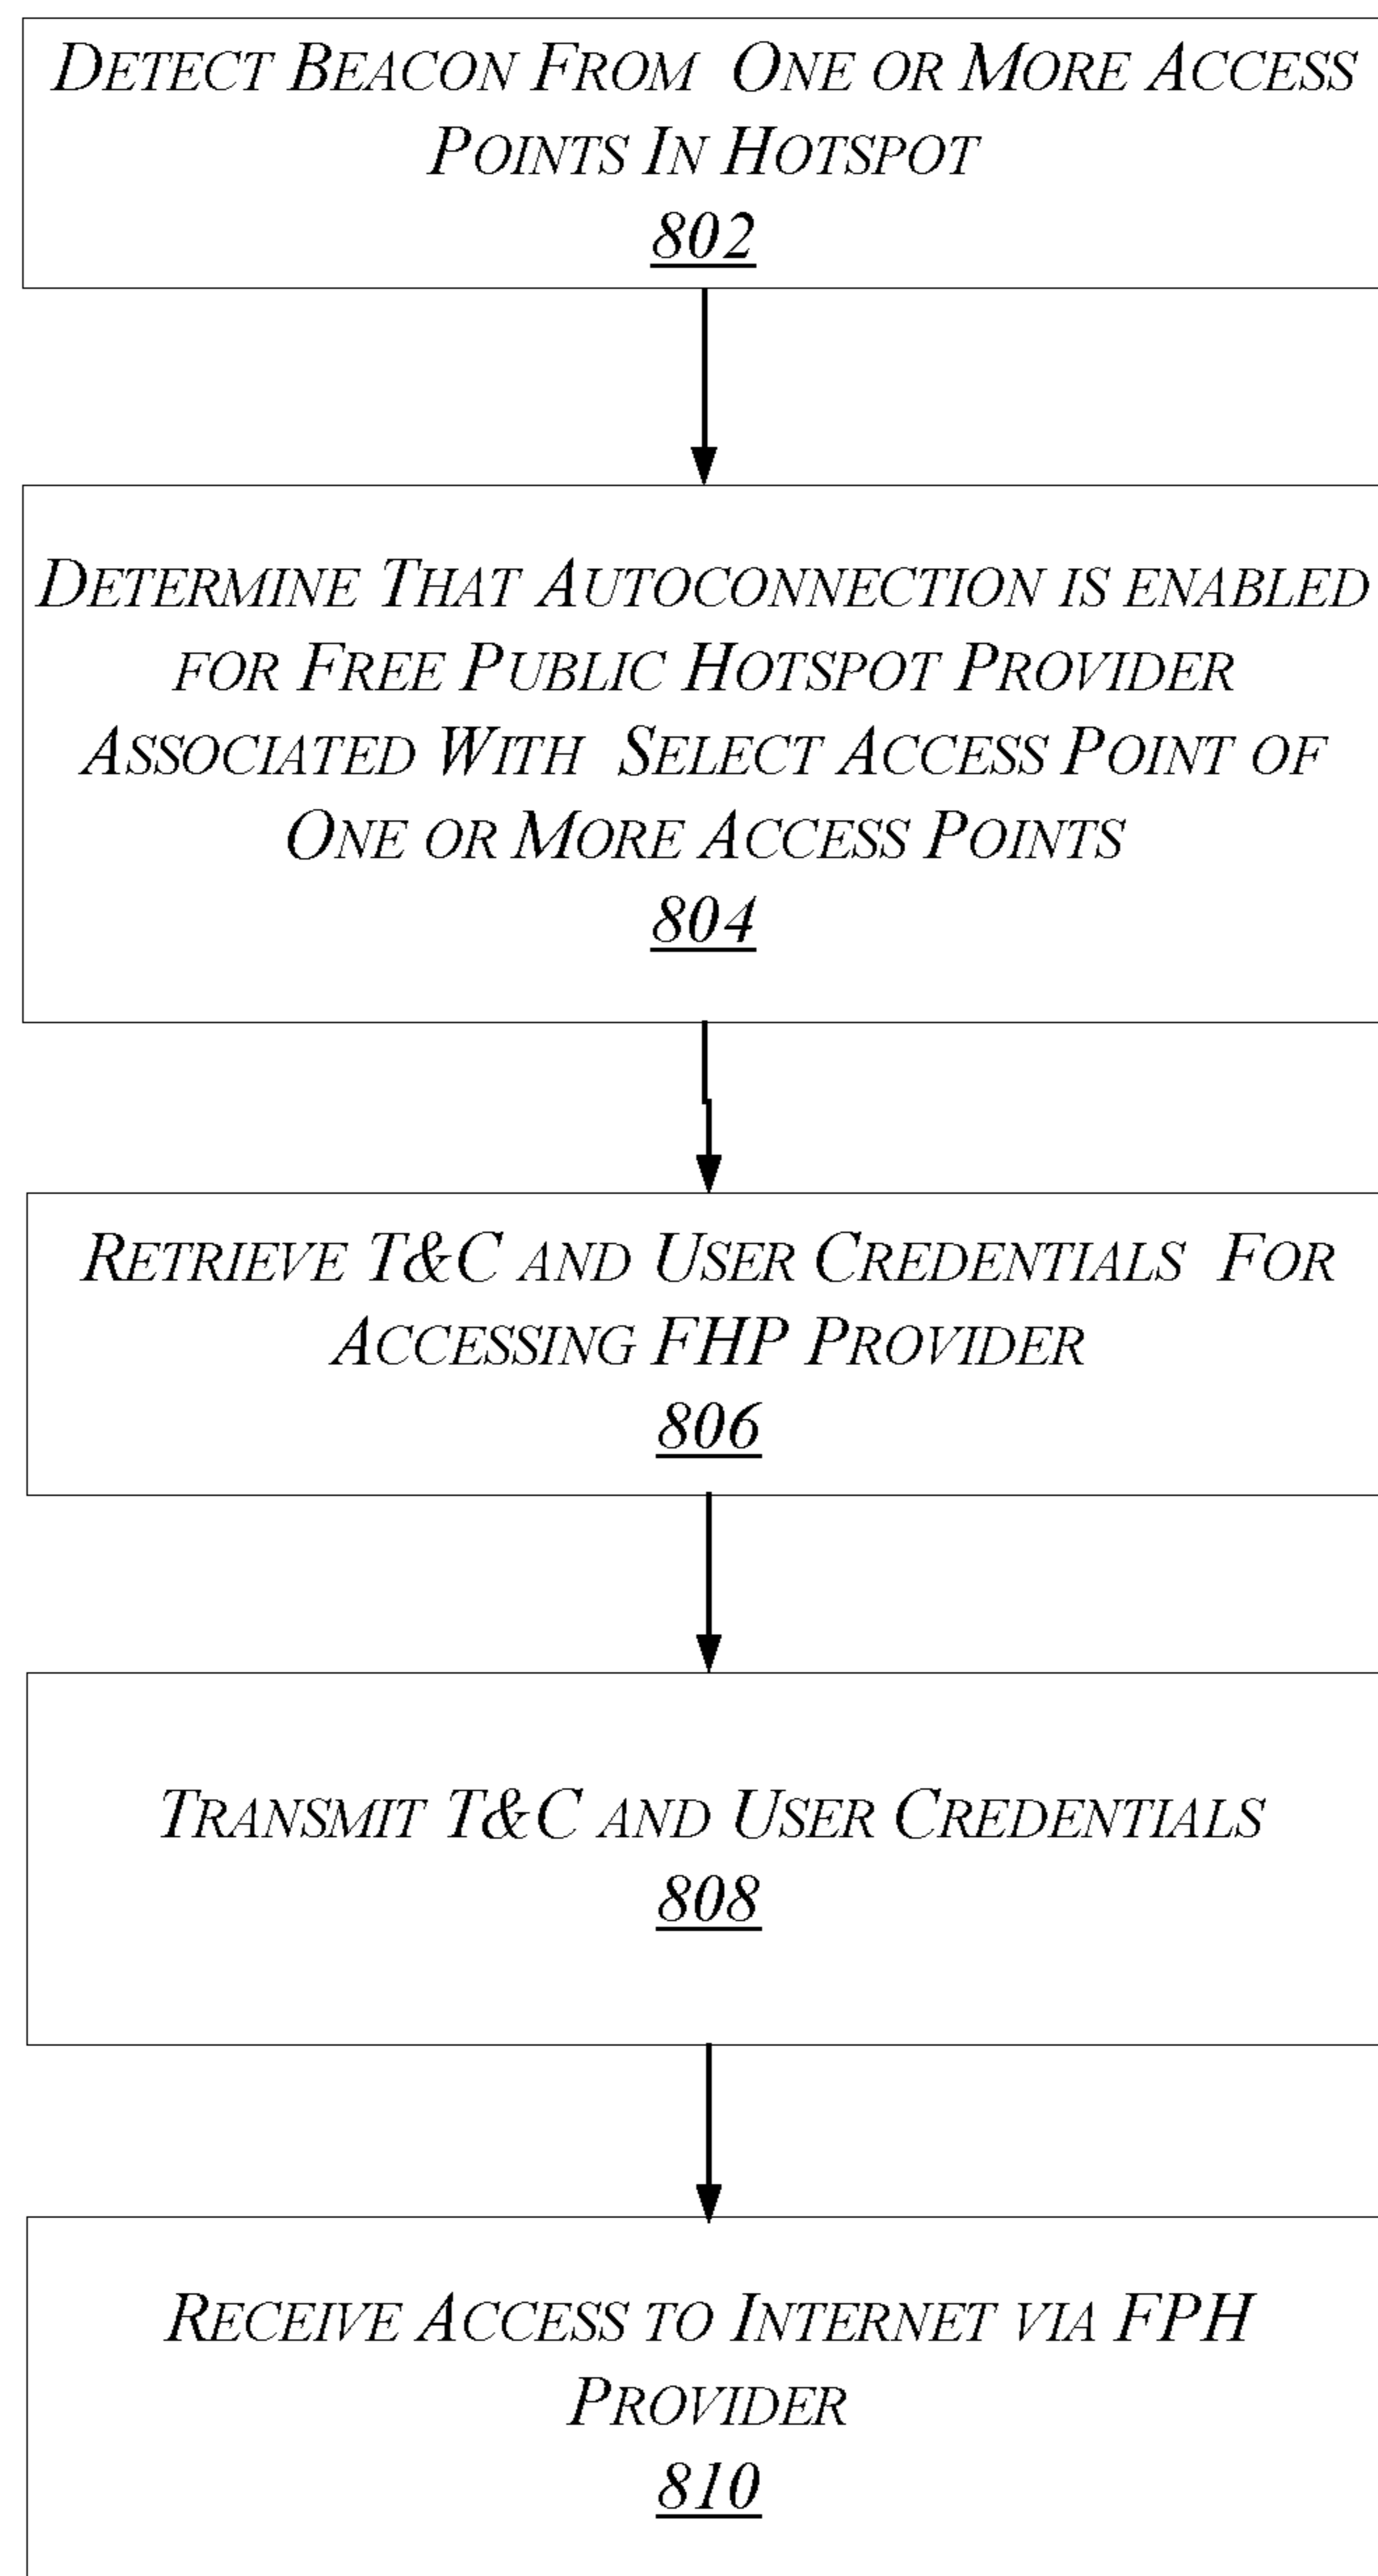 DETECT BEACON FROM ONE OR MORE ACCESS
POINTS IN HOTSPOT
802
DETERMINE THAT AUTOCONNECTION IS ENABLED
FOR FREE PUBLIC HOTSPOT PROVIDER
ASSOCIATED WITH SELECT ACCESS POINT OF
ONE OR MORE ACCESS POINTS
804
RETRIEVE T&C AND USER CREDENTIALS FOR
ACCESSING FHP PROVIDER
806
TRANSMIT T&C AND USER CREDENTIALS
808
RECEIVE ACCESS TO INTERNET VIA FPH
PROVIDER
810